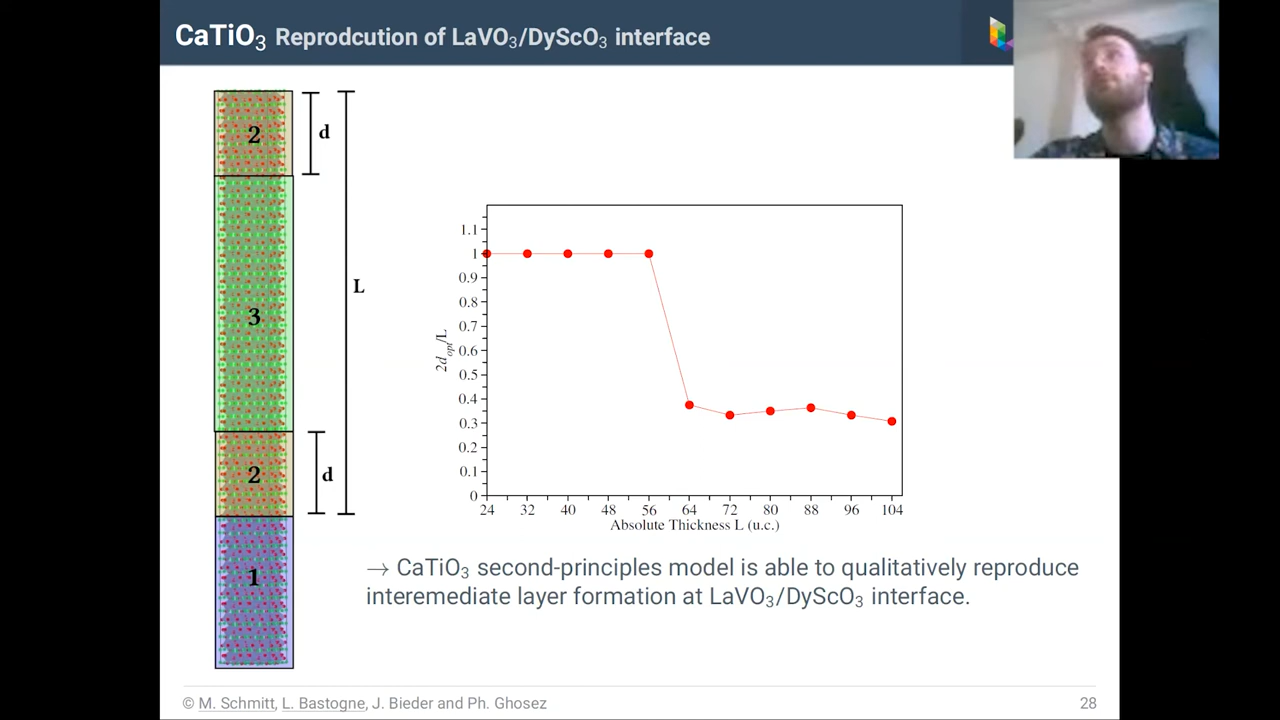 CaTiO₃ Reprodcution of LaVO₃/DyScO₃ interface
2
d
3
L
2
d
1
1.1
1
0.9
0.8
0.7
0.6
0.5
0.4
0.3
0.2
0.1
0
2d_opt/L
24 32 40 48 56 64 72 80 88 96 104
Absolute Thickness L (u.c.)
→ CaTiO₃ second-principles model is able to qualitatively reproduce
interemediate layer formation at LaVO₃/DyScO₃ interface.
© M. Schmitt, L. Bastogne, J. Bieder and Ph. Ghosez
28